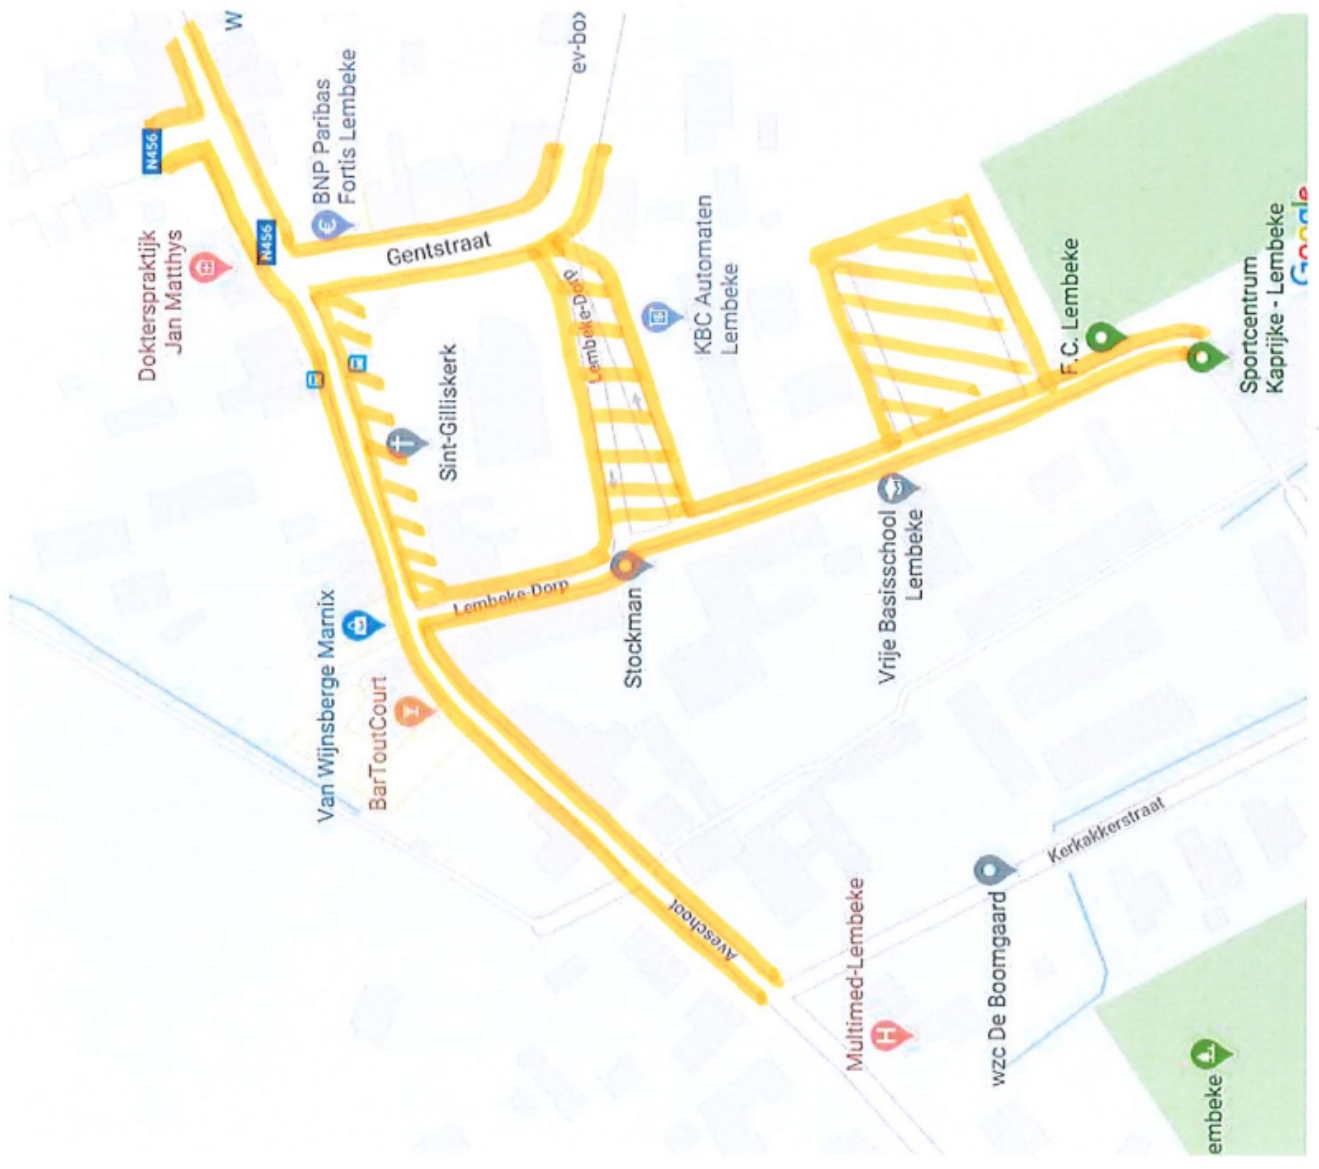 W
ev-box
N456
BNP Paribas
Fortis Lembeke
N456
Dokterspraktijk
Jan Matthys
Gentstraat
KBC Automaten
Lembeke
Lembeke-Dorp
Sint-Gilliskerk
F.C. Lembeke
Sportcentrum
Kaprijke - Lembeke
Google
Lembeke-Dorp
Stockman
Vrije Basisschool
Lembeke
Van Wijnsberge Marnix
BarToutCourt
Aveschoot
Kerkakkerstraat
Multimed-Lembeke
wzc De Boomgaard
embeke